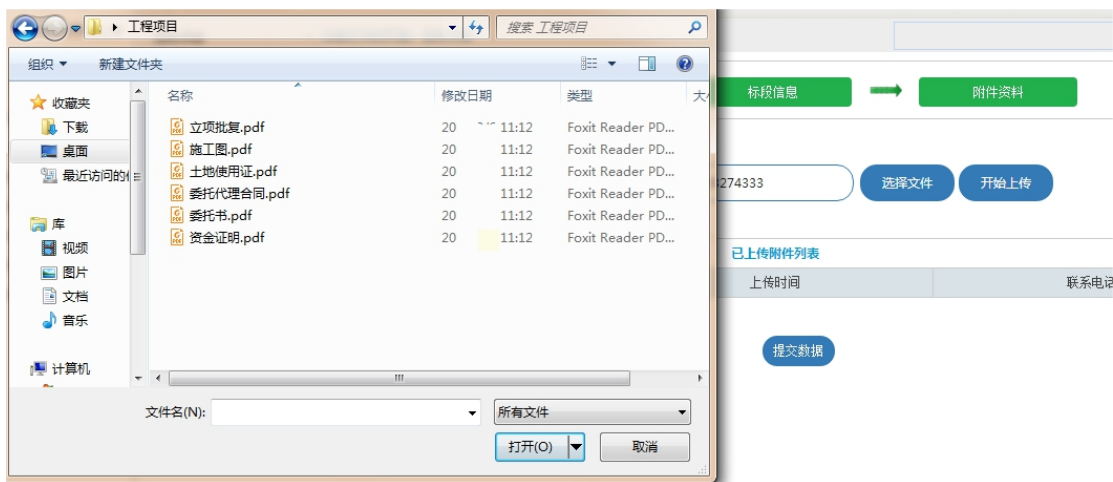 工程项目
搜索 工程项目
组织 新建文件夹
收藏夹
下载
桌面
最近访问的
库
视频
图片
文档
音乐
计算机
名称 修改日期 类型
立项批复.pdf 20 11:12 Foxit Reader PD...
施工图.pdf 20 11:12 Foxit Reader PD...
土地使用证.pdf 20 11:12 Foxit Reader PD...
委托代理合同.pdf 20 11:12 Foxit Reader PD...
委托书.pdf 20 11:12 Foxit Reader PD...
资金证明.pdf 20 11:12 Foxit Reader PD...
文件名(N): 所有文件
打开(O) 取消
标段信息 附件资料
274333 选择文件 开始上传
已上传附件列表
上传时间 联系电话
提交数据